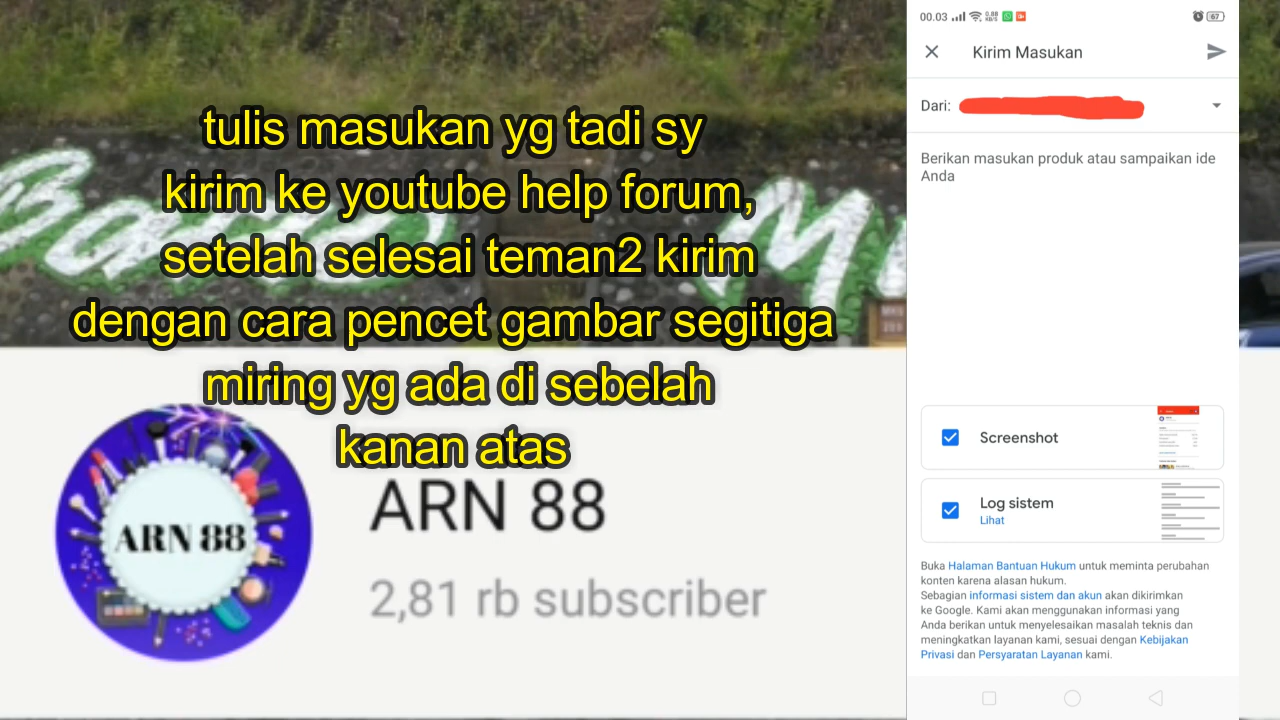 tulis masukan yg tadi sy
kirim ke youtube help forum,
setelah selesai teman2 kirim
dengan cara pencet gambar segitiga
miring yg ada di sebelah
kanan atas
ARN 88
ARN 88
2,81 rb subscriber
00.03
0.88
KB/S
67
Kirim Masukan
Dari:
Berikan masukan produk atau sampaikan ide
Anda
Screenshot
Log sistem
Lihat
Buka Halaman Bantuan Hukum untuk meminta perubahan
konten karena alasan hukum.
Sebagian informasi sistem dan akun akan dikirimkan
ke Google. Kami akan menggunakan informasi yang
Anda berikan untuk menyelesaikan masalah teknis dan
meningkatkan layanan kami, sesuai dengan Kebijakan
Privasi dan Persyaratan Layanan kami.